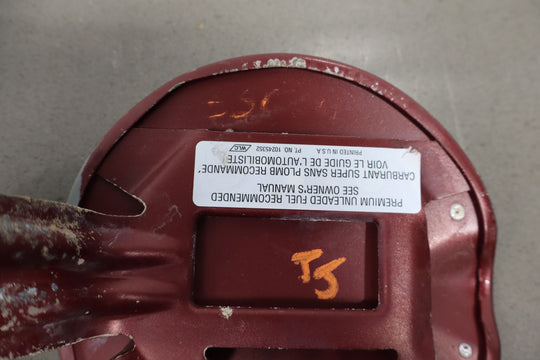 PREMIUM UNLEADED FUEL RECOMMENDED
SEE OWNER'S MANUAL
CARBURANT SUPER SANS PLOMB RECOMMANDE'
VOIR LE GUIDE DE L'AUTOMOBILISTE
PT. NO. 10245352 PRINTED IN U.S.A